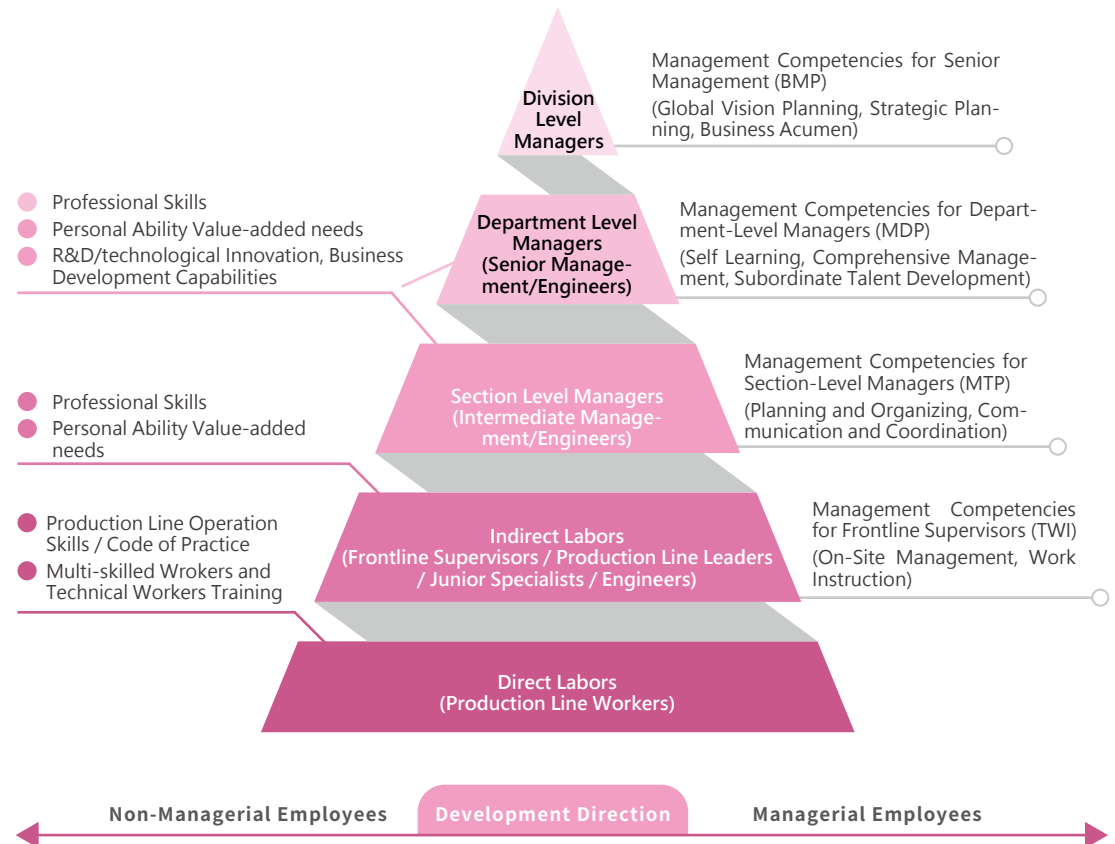 Division
Level
Managers
Management Competencies for Senior
Management (BMP)
(Global Vision Planning, Strategic Plan-
ning, Business Acumen)
Professional Skills
Personal Ability Value-added needs
R&D/technological Innovation, Business
Development Capabilities
Department Level
Managers
(Senior Manage-
ment/Engineers)
Management Competencies for Depart-
ment-Level Managers (MDP)
(Self Learning, Comprehensive Manage-
ment, Subordinate Talent Development)
Section Level Managers
(Intermediate Manage-
ment/Engineers)
Management Competencies for
Section-Level Managers (MTP)
(Planning and Organizing, Com-
munication and Coordination)
Professional Skills
Personal Ability Value-added
needs
Indirect Labors
(Frontline Supervisors / Production Line Leaders
/ Junior Specialists / Engineers)
Management Competencies
for Frontline Supervisors (TWI)
(On-Site Management, Work
Instruction)
Production Line Operation
Skills / Code of Practice
Multi-skilled Wrokers and
Technical Workers Training
Direct Labors
(Production Line Workers)
Non-Managerial Employees
Development Direction
Managerial Employees